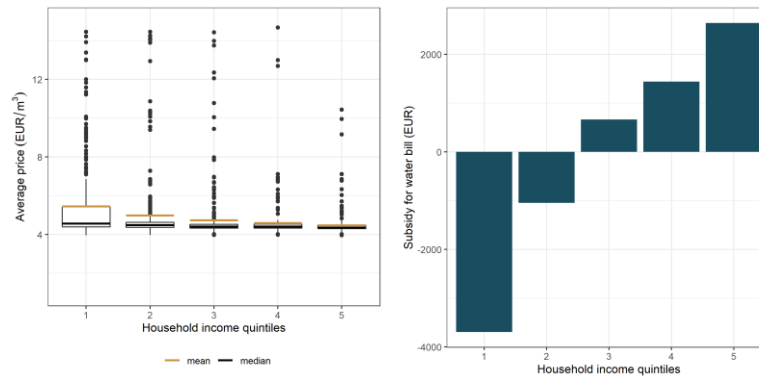 Average price (EUR/m³)
12
8
4
1 2 3 4 5
Household income quintiles
mean median
Subsidy for water bill (EUR)
2000
0
-2000
-4000
1 2 3 4 5
Household income quintiles